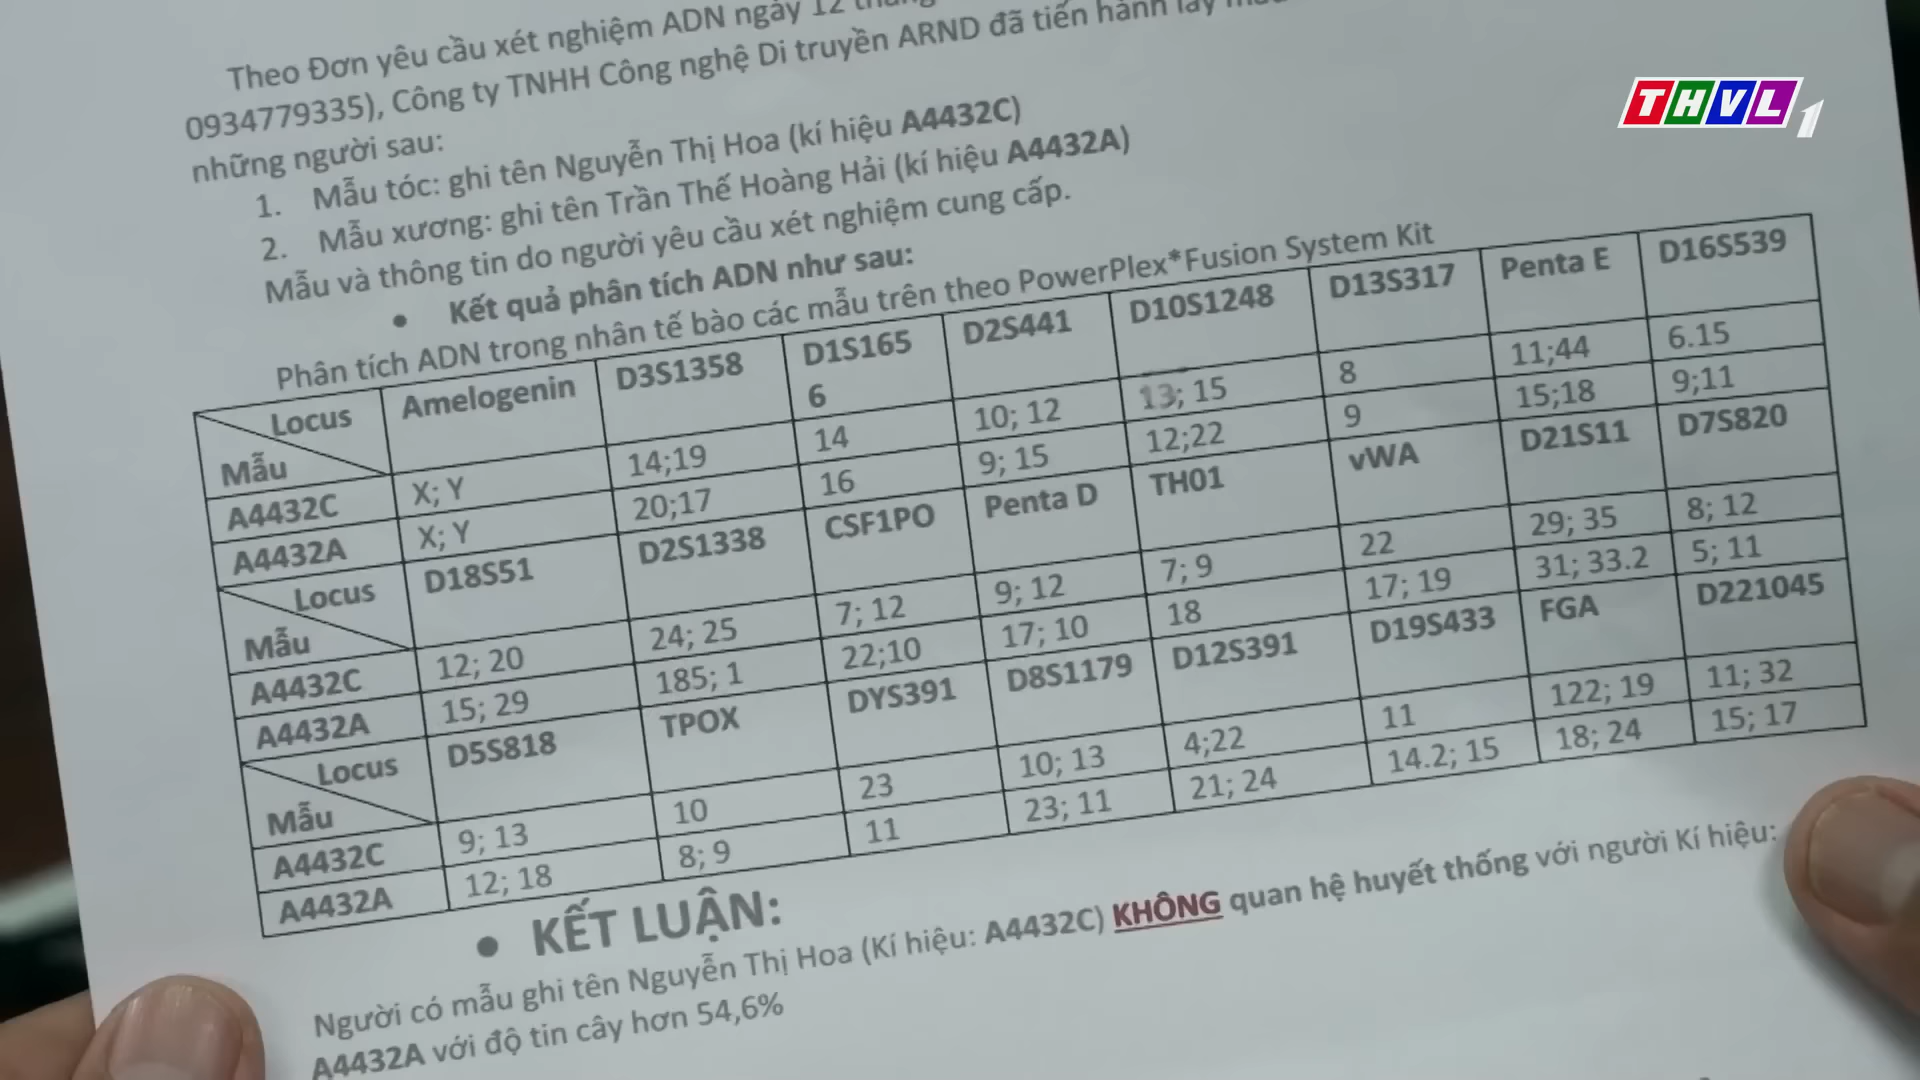 Theo Đơn yêu cầu xét nghiệm ADN ngày 12
THVL 1
0934779335), Công ty TNHH Công nghệ Di truyền ARND đã tiến hành lấy
những người sau:
1. Mẫu tóc: ghi tên Nguyễn Thị Hoa (kí hiệu A4432C)
2. Mẫu xương: ghi tên Trần Thế Hoàng Hải (kí hiệu A4432A)
Mẫu và thông tin do người yêu cầu xét nghiệm cung cấp.
• Kết quả phân tích ADN như sau:
Phân tích ADN trong nhân tế bào các mẫu trên theo PowerPlex*Fusion System Kit
Locus Mẫu Amelogenin D3S1358 D1S165 6 D2S441 D10S1248 D13S317 Penta E D16S539
A4432C X; Y 14;19 14 10; 12 13; 15 8 11;44 6.15
A4432A X; Y 20;17 16 9; 15 12;22 9 15;18 9;11
Locus Mẫu D18S51 D2S1338 CSF1PO Penta D TH01 vWA D21S11 D7S820
A4432C 12; 20 24; 25 7; 12 9; 12 7; 9 22 29; 35 8; 12
A4432A 15; 29 185; 1 22;10 17; 10 18 17; 19 31; 33.2 5; 11
Locus Mẫu D5S818 TPOX DYS391 D8S1179 D12S391 D19S433 FGA D221045
A4432C 9; 13 10 23 10; 13 4;22 11 122; 19 11; 32
A4432A 12; 18 8; 9 11 23; 11 21; 24 14.2; 15 18; 24 15; 17
• KẾT LUẬN:
Người có mẫu ghi tên Nguyễn Thị Hoa (Kí hiệu: A4432C) KHÔNG quan hệ huyết thống với người Kí hiệu:
A4432A với độ tin cây hơn 54,6%